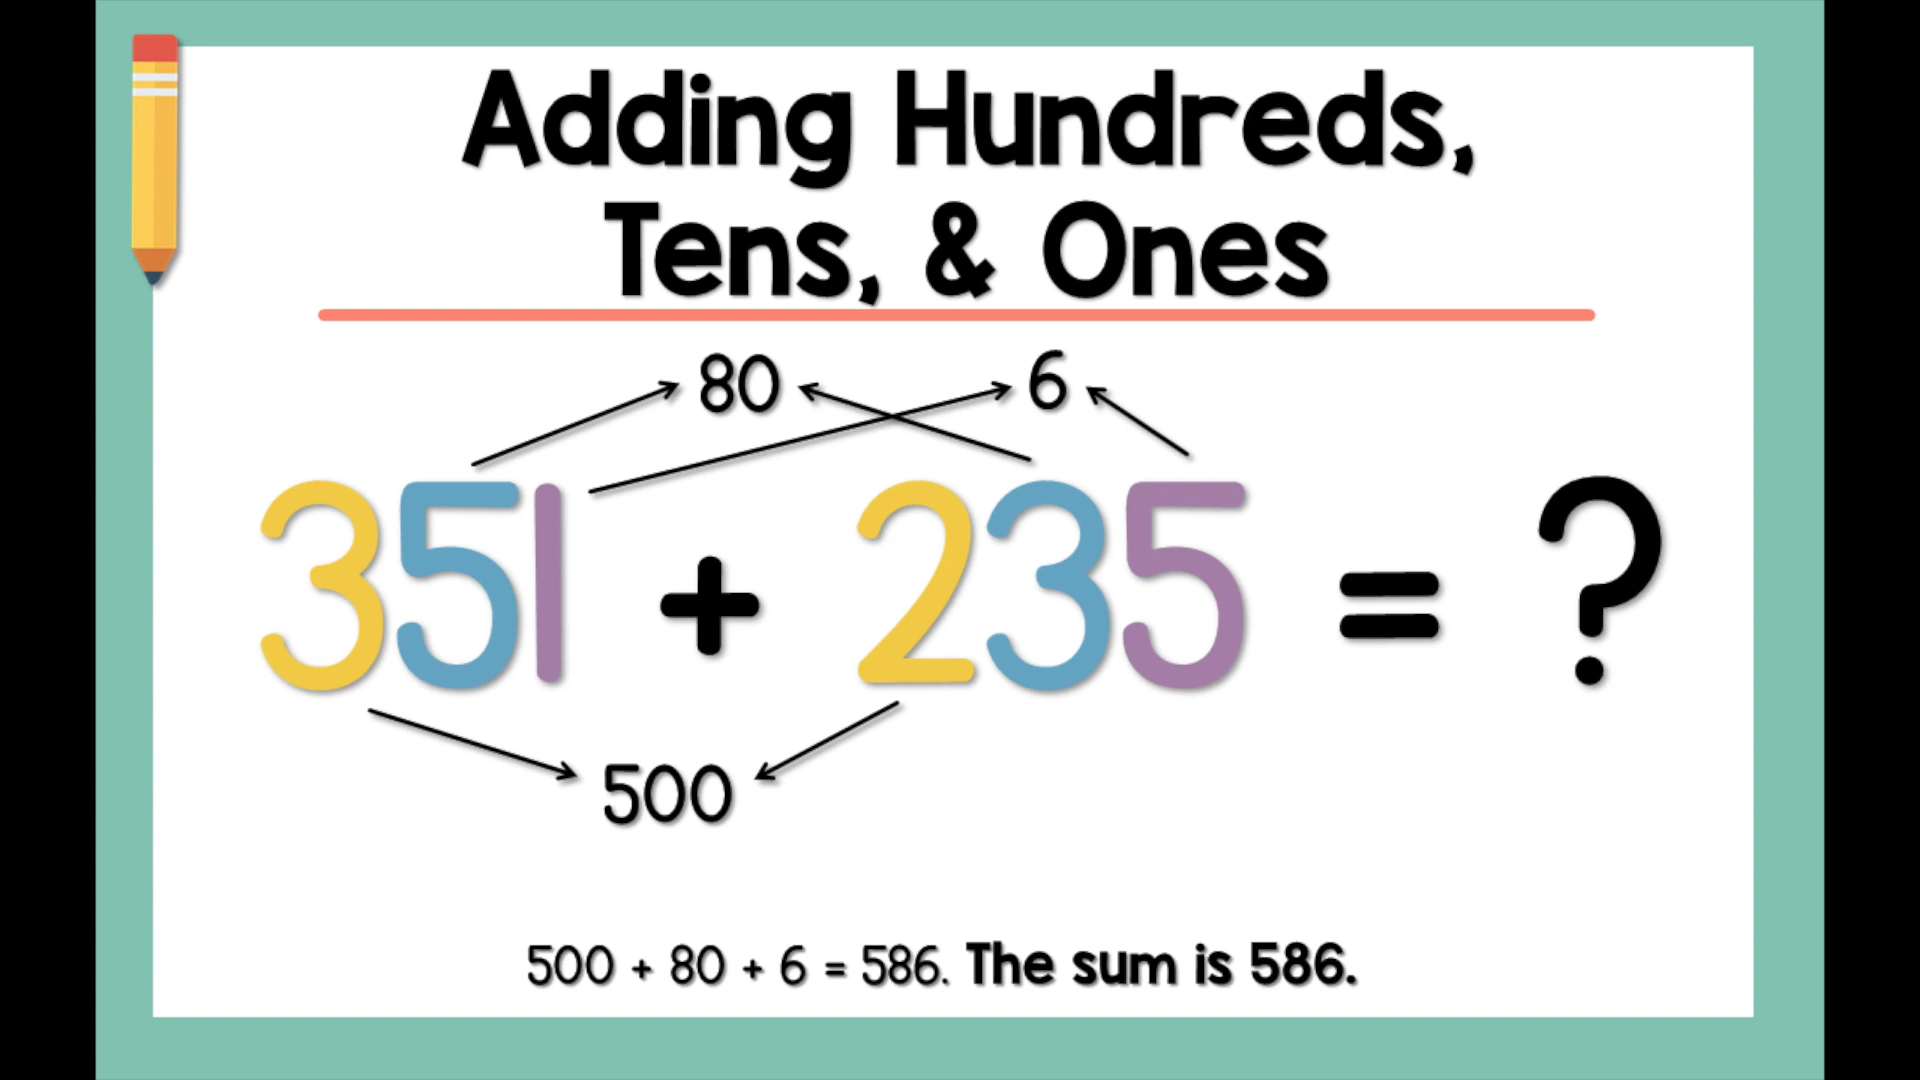 Adding Hundreds,
Tens, & Ones
80 6
351 + 235 = ?
500
500 + 80 + 6 = 586. The sum is 586.